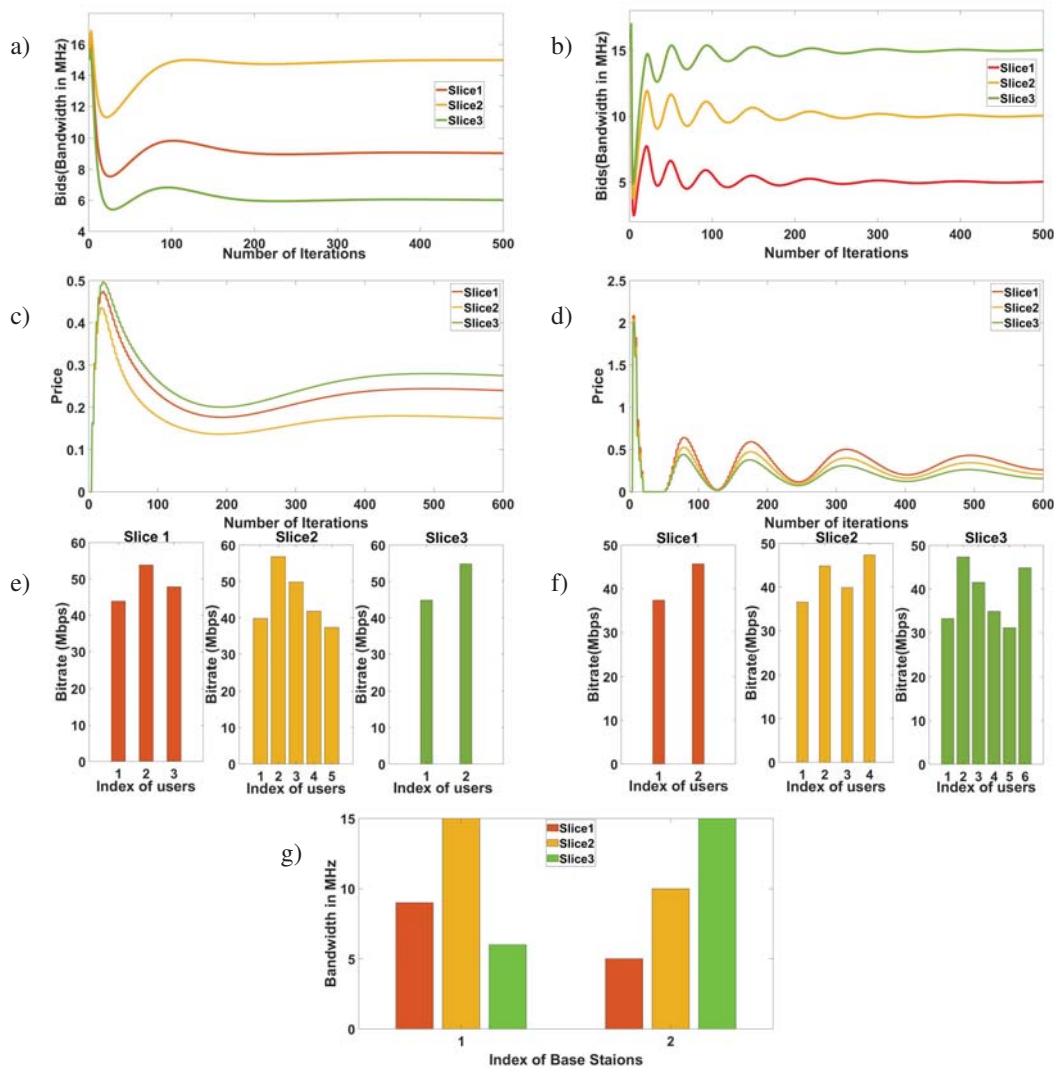 a)
Bids(Bandwidth in MHz)
16
14
12
10
8
6
4
0
100
200
300
400
500
Number of Iterations
Slice1
Slice2
Slice3
b)
Bids(Bandwidth in MHz)
15
10
5
0
100
200
300
400
500
Number of Iterations
Slice1
Slice2
Slice3
c)
Price
0.5
0.4
0.3
0.2
0.1
0
0
100
200
300
400
500
600
Number of Iterations
Slice1
Slice2
Slice3
d)
Price
2.5
2
1.5
1
0.5
0
0
100
200
300
400
500
600
Number of iterations
Slice1
Slice2
Slice3
e)
Slice 1
Bitrate (Mbps)
60
50
40
30
20
10
0
1 2 3
Index of users
Slice2
Bitrate (Mbps)
60
50
40
30
20
10
0
1 2 3 4 5
Index of users
Slice3
Bitrate (Mbps)
60
50
40
30
20
10
0
1 2
Index of users
f)
Slice1
Bitrate(Mbps)
50
40
30
20
10
0
1 2
Index of users
Slice2
Bitrate(Mbps)
50
40
30
20
10
0
1 2 3 4
Index of users
Slice3
Bitrate(Mbps)
50
40
30
20
10
0
1 2 3 4 5 6
Index of users
g)
Bandwidth in MHz
15
10
5
0
Slice1
Slice2
Slice3
1
2
Index of Base Staions